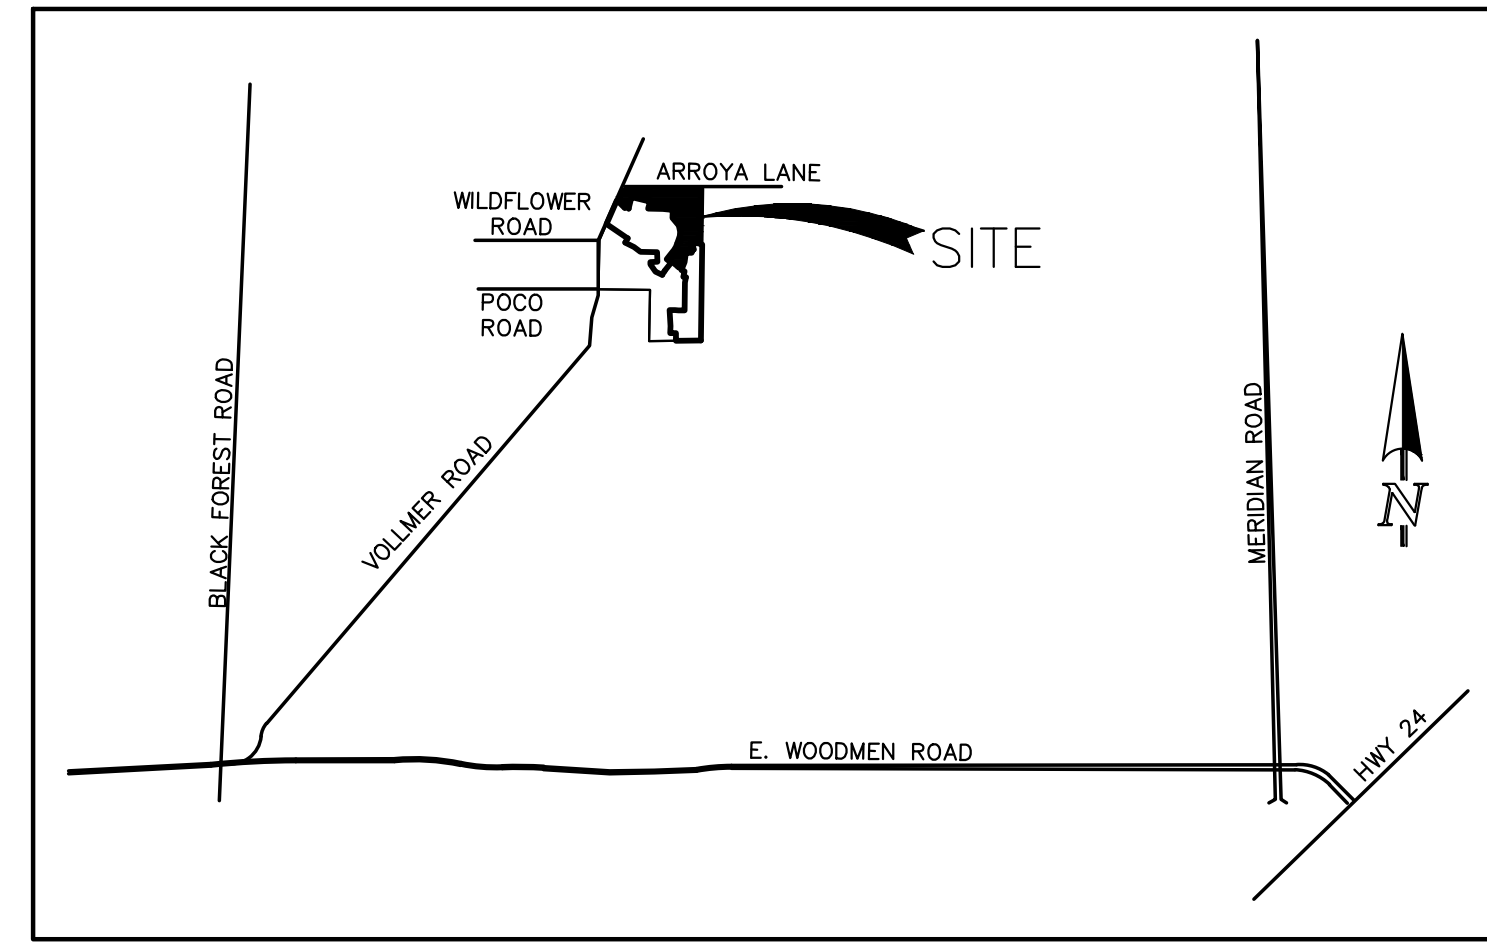 ARROYA LANE
WILDFLOWER
ROAD
SITE
POCO
ROAD
BLACK FOREST ROAD
VOLLMER ROAD
MERIDIAN ROAD
N
E. WOODMEN ROAD
HWY 24